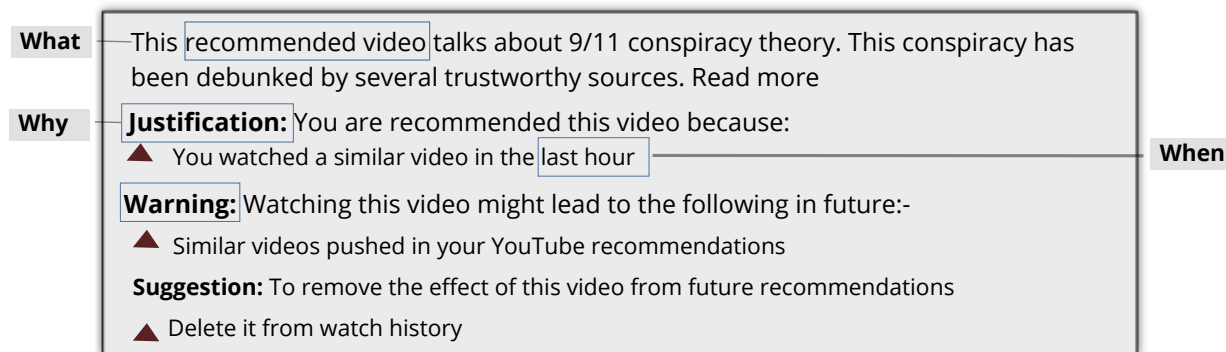 What
This recommended video talks about 9/11 conspiracy theory. This conspiracy has
been debunked by several trustworthy sources. Read more
Why
Justification: You are recommended this video because:
You watched a similar video in the last hour
When
Warning: Watching this video might lead to the following in future:-
Similar videos pushed in your YouTube recommendations
Suggestion: To remove the effect of this video from future recommendations
Delete it from watch history